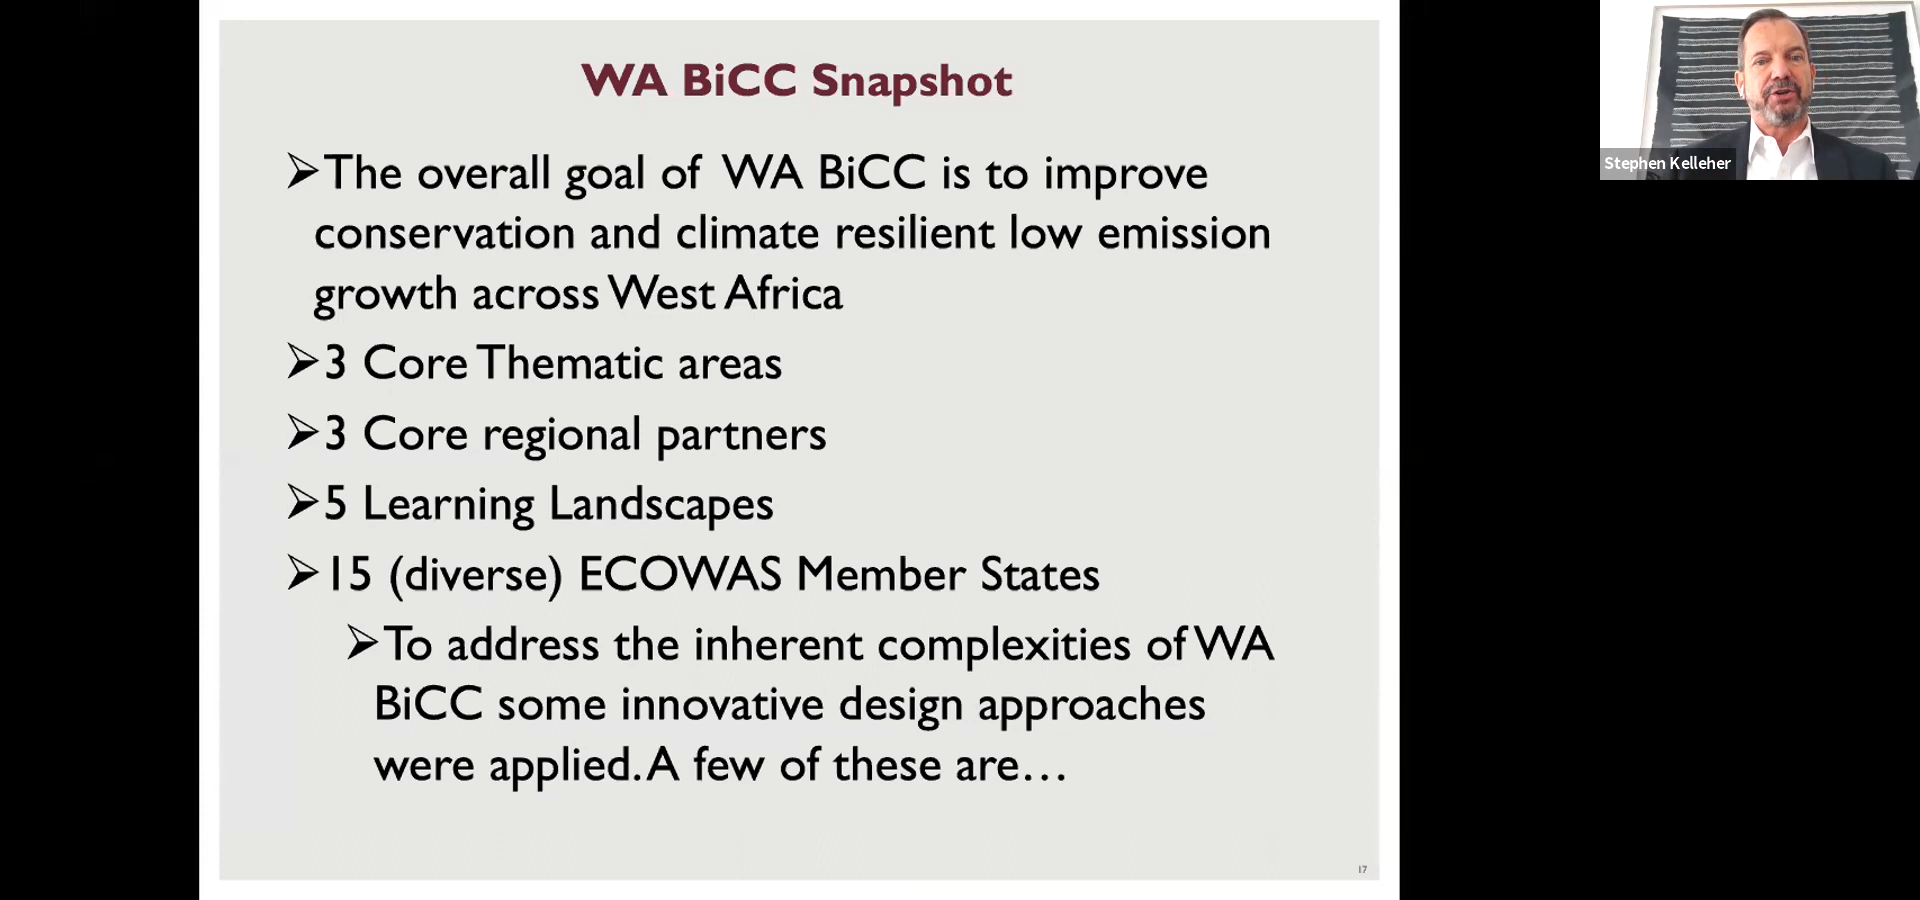 WA BiCC Snapshot
➢The overall goal of WA BiCC is to improve
conservation and climate resilient low emission
growth across West Africa
➢3 Core Thematic areas
➢3 Core regional partners
➢5 Learning Landscapes
➢15 (diverse) ECOWAS Member States
➢To address the inherent complexities of WA
BiCC some innovative design approaches
were applied. A few of these are…
17
Stephen Kelleher